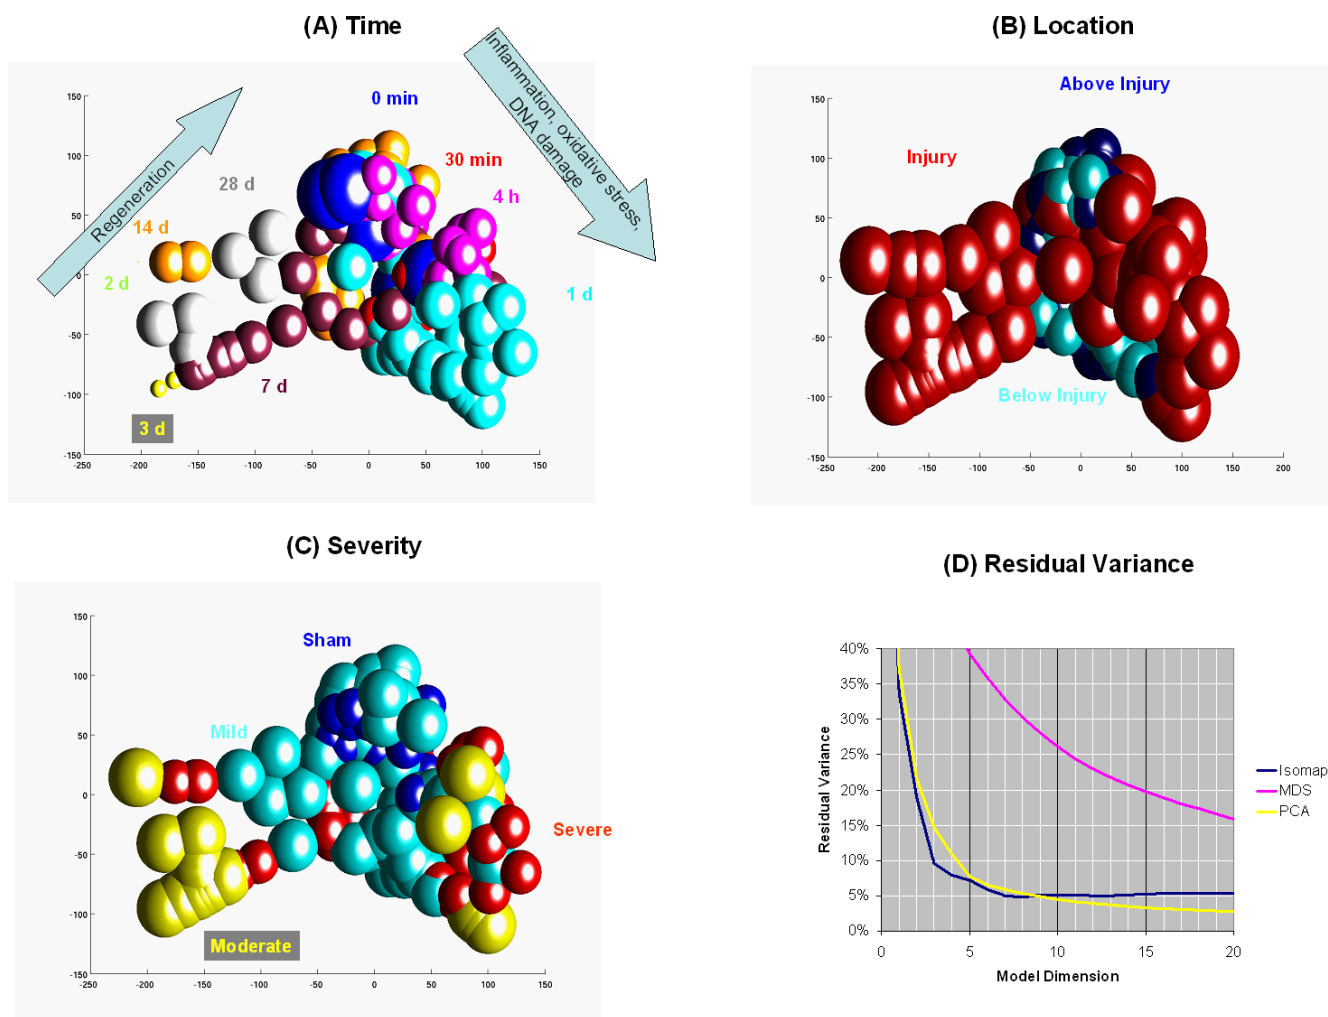 (A) Time
(B) Location
Inflammation, oxidative stress,
DNA damage
Regeneration
0 min
30 min
4 h
28 d
14 d
2 d
1 d
7 d
3 d
150
100
50
0
-50
-100
-150
-250
-200
-150
-100
-50
0
50
100
150
Above Injury
Injury
Below Injury
150
100
50
0
-50
-100
-150
-250
-200
-150
-100
-50
0
50
100
150
200
(C) Severity
Sham
Mild
Severe
Moderate
150
100
50
0
-50
-100
-150
-250
-200
-150
-100
-50
0
50
100
150
(D) Residual Variance
Residual Variance
40%
35%
30%
25%
20%
15%
10%
5%
0%
0
5
10
15
20
Model Dimension
Isomap
MDS
PCA